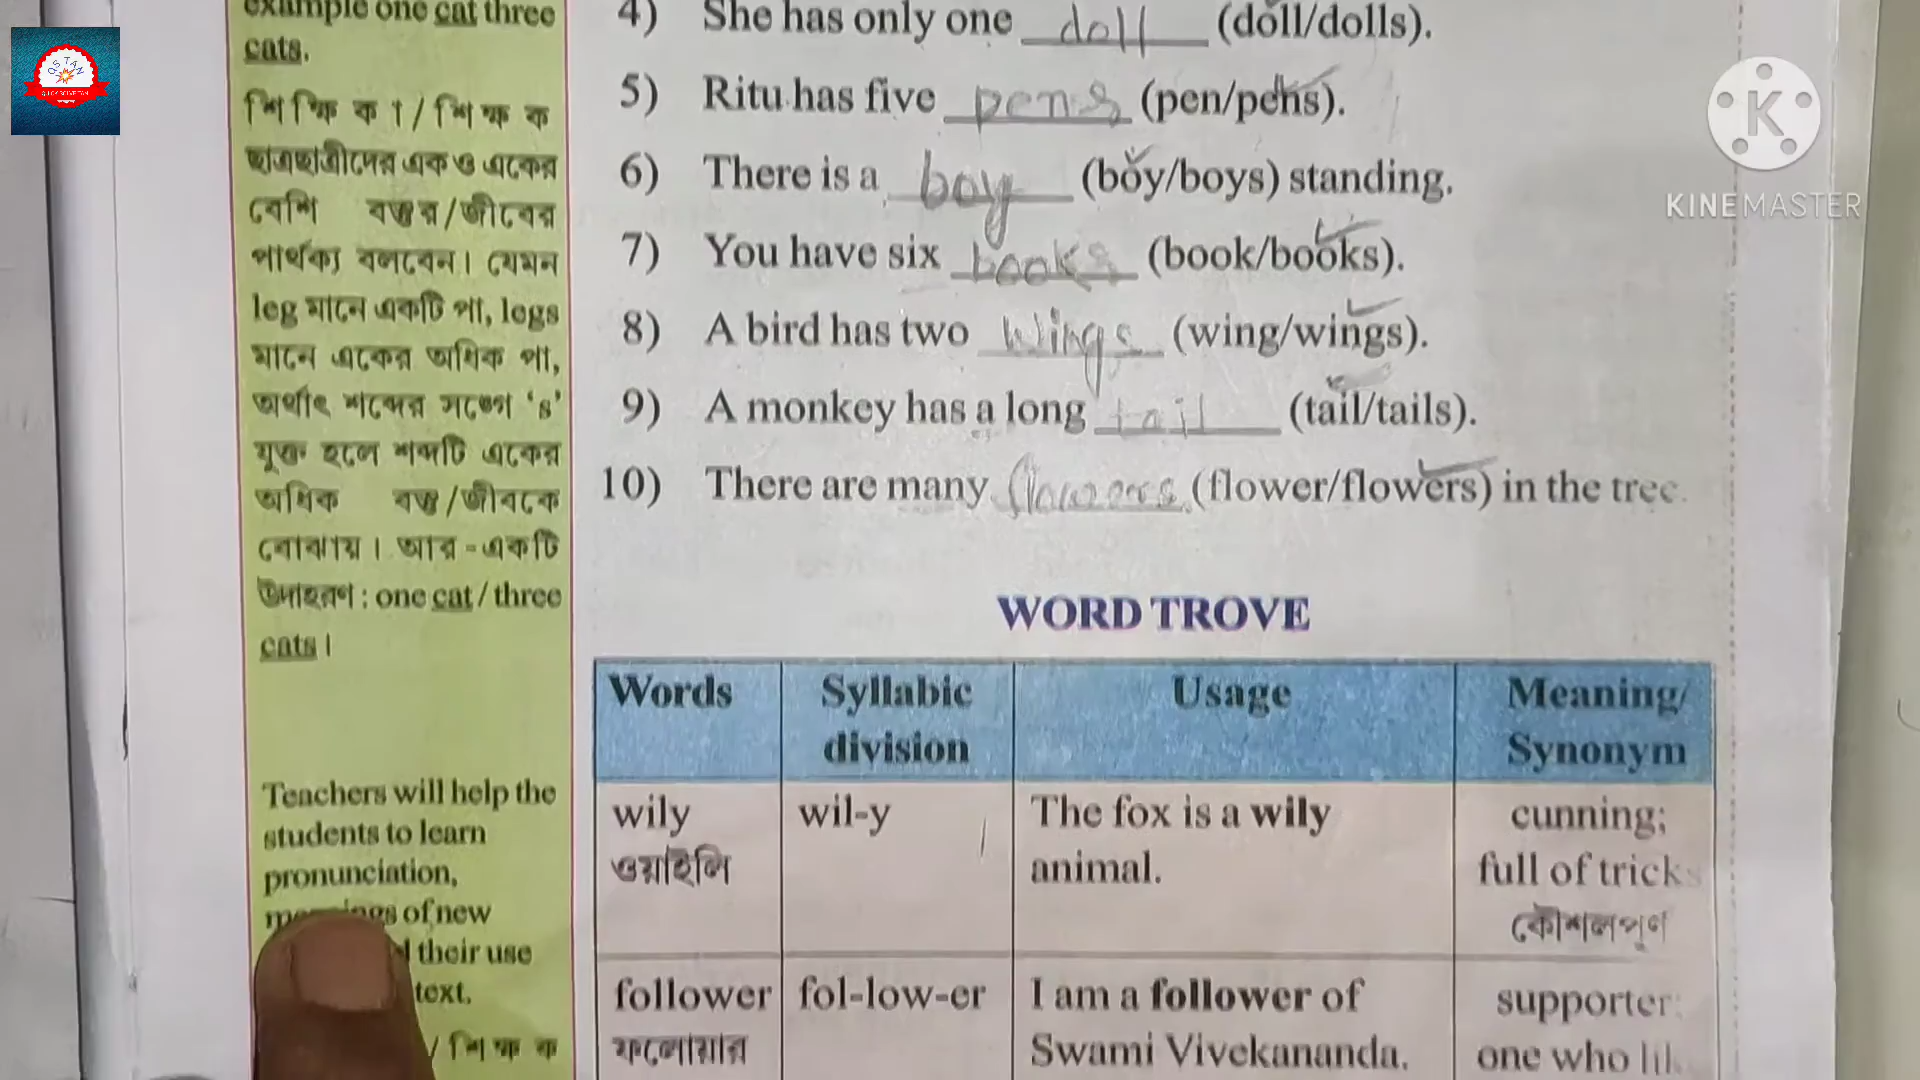 example one cat three
cats.
শিক্ষিকা/শিক্ষক
ছাত্রছাত্রীদের এক ও একের
বেশি বস্তুর/জীবের
পার্থক্য বলবেন। যেমন
leg মানে একটি পা, legs
মানে একের অধিক পা,
অর্থাৎ শব্দের সঙ্গে 's'
যুক্ত হলে শব্দটি একের
অধিক বস্তু/জীবকে
বোঝায়। আর-একটি
উদাহরণ : one cat / three
cats।
Teachers will help the
students to learn
pronunciation,
of new
their use
text.
/ শিক্ষক
4) She has only one doll (doll/dolls).
5) Ritu has five pens (pen/pens).
6) There is a boy (boy/boys) standing.
7) You have six books (book/books).
8) A bird has two wings (wing/wings).
9) A monkey has a long tail (tail/tails).
10) There are many flowers (flower/flowers) in the tree.
WORD TROVE
Words Syllabic division Usage Meaning/ Synonym
wily wil-y The fox is a wily cunning;
ওয়াইলি animal. full of tricks
কৌশলপূর্ণ
follower fol-low-er I am a follower of supporter;
ফলোয়ার Swami Vivekananda. one who
KINEMASTER
K
QSTAN